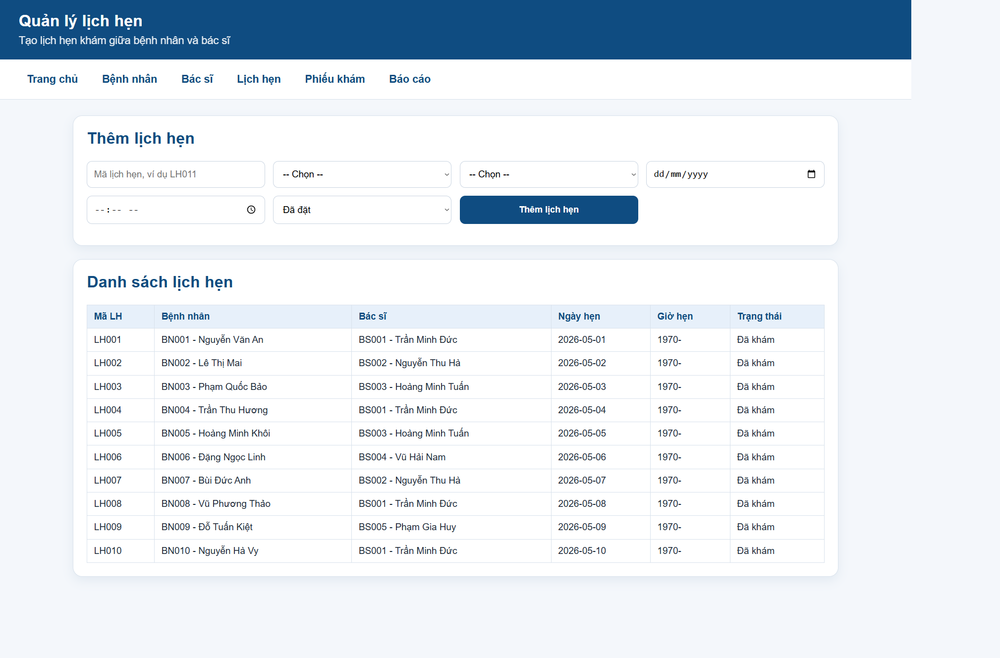 Quản lý lịch hẹn
Tạo lịch hẹn khám giữa bệnh nhân và bác sĩ
Trang chủ Bệnh nhân Bác sĩ Lịch hẹn Phiếu khám Báo cáo
Thêm lịch hẹn
Mã lịch hẹn, ví dụ LH011 -- Chọn -- -- Chọn -- dd/mm/yyyy
--:-- -- Đã đặt Thêm lịch hẹn
Danh sách lịch hẹn
Mã LH Bệnh nhân Bác sĩ Ngày hẹn Giờ hẹn Trạng thái
LH001 BN001 - Nguyễn Văn An BS001 - Trần Minh Đức 2026-05-01 1970- Đã khám
LH002 BN002 - Lê Thị Mai BS002 - Nguyễn Thu Hà 2026-05-02 1970- Đã khám
LH003 BN003 - Phạm Quốc Bảo BS003 - Hoàng Minh Tuấn 2026-05-03 1970- Đã khám
LH004 BN004 - Trần Thu Hương BS001 - Trần Minh Đức 2026-05-04 1970- Đã khám
LH005 BN005 - Hoàng Minh Khôi BS003 - Hoàng Minh Tuấn 2026-05-05 1970- Đã khám
LH006 BN006 - Đặng Ngọc Linh BS004 - Vũ Hải Nam 2026-05-06 1970- Đã khám
LH007 BN007 - Bùi Đức Anh BS002 - Nguyễn Thu Hà 2026-05-07 1970- Đã khám
LH008 BN008 - Vũ Phương Thảo BS001 - Trần Minh Đức 2026-05-08 1970- Đã khám
LH009 BN009 - Đỗ Tuấn Kiệt BS005 - Phạm Gia Huy 2026-05-09 1970- Đã khám
LH010 BN010 - Nguyễn Hà Vy BS001 - Trần Minh Đức 2026-05-10 1970- Đã khám